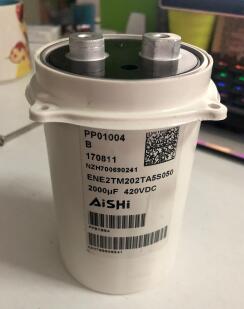 PP01004
B
170811
NZH700690241
ENE2TM202TA5S050
2000µF 420VDC
AiSHi